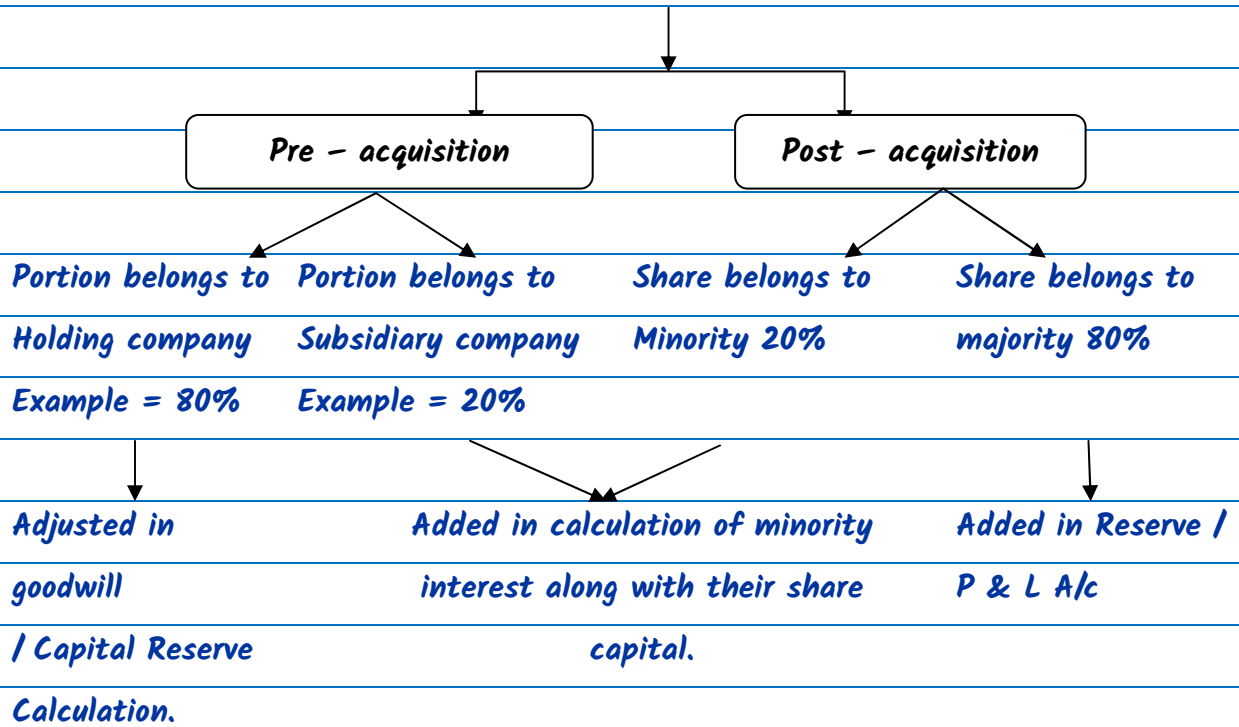 Pre – acquisition
Post – acquisition
Portion belongs to
Holding company
Example = 80%
Portion belongs to
Subsidiary company
Example = 20%
Share belongs to
Minority 20%
Share belongs to
majority 80%
Adjusted in
goodwill
/ Capital Reserve
Calculation.
Added in calculation of minority
interest along with their share
capital.
Added in Reserve /
P & L A/c